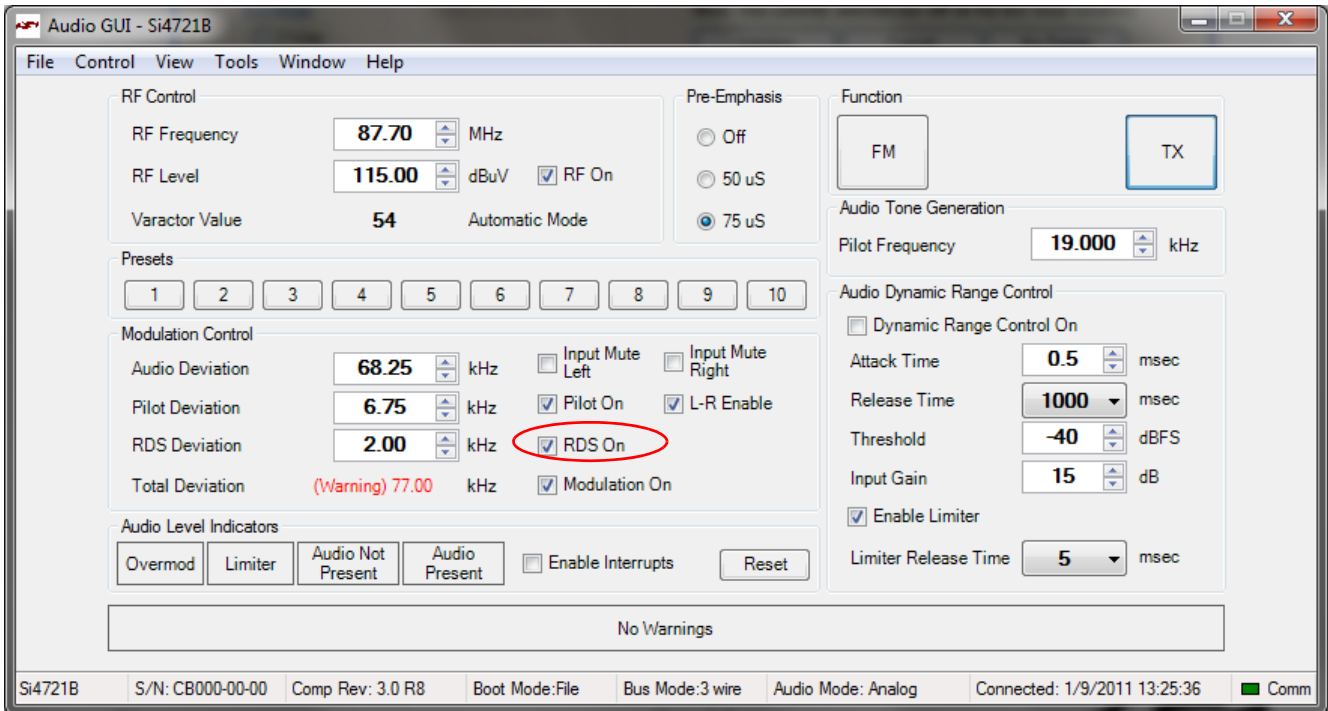 Audio GUI - Si4721B
File Control View Tools Window Help
RF Control
RF Frequency 87.70 MHz
RF Level 115.00 dBuV RF On
Varactor Value 54 Automatic Mode
Pre-Emphasis
Off
50 uS
75 uS
Function
FM TX
Audio Tone Generation
Pilot Frequency 19.000 kHz
Presets
1 2 3 4 5 6 7 8 9 10
Modulation Control
Audio Deviation 68.25 kHz Input Mute Left Input Mute Right
Pilot Deviation 6.75 kHz Pilot On L-R Enable
RDS Deviation 2.00 kHz RDS On
Total Deviation (Warning) 77.00 kHz Modulation On
Audio Dynamic Range Control
Dynamic Range Control On
Attack Time 0.5 msec
Release Time 1000 msec
Threshold -40 dBFS
Input Gain 15 dB
Enable Limiter
Limiter Release Time 5 msec
Audio Level Indicators
Overmod Limiter Audio Not Present Audio Present Enable Interrupts Reset
No Warnings
Si4721B S/N: CB000-00-00 Comp Rev: 3.0 R8 Boot Mode:File Bus Mode:3 wire Audio Mode: Analog Connected: 1/9/2011 13:25:36 Comm